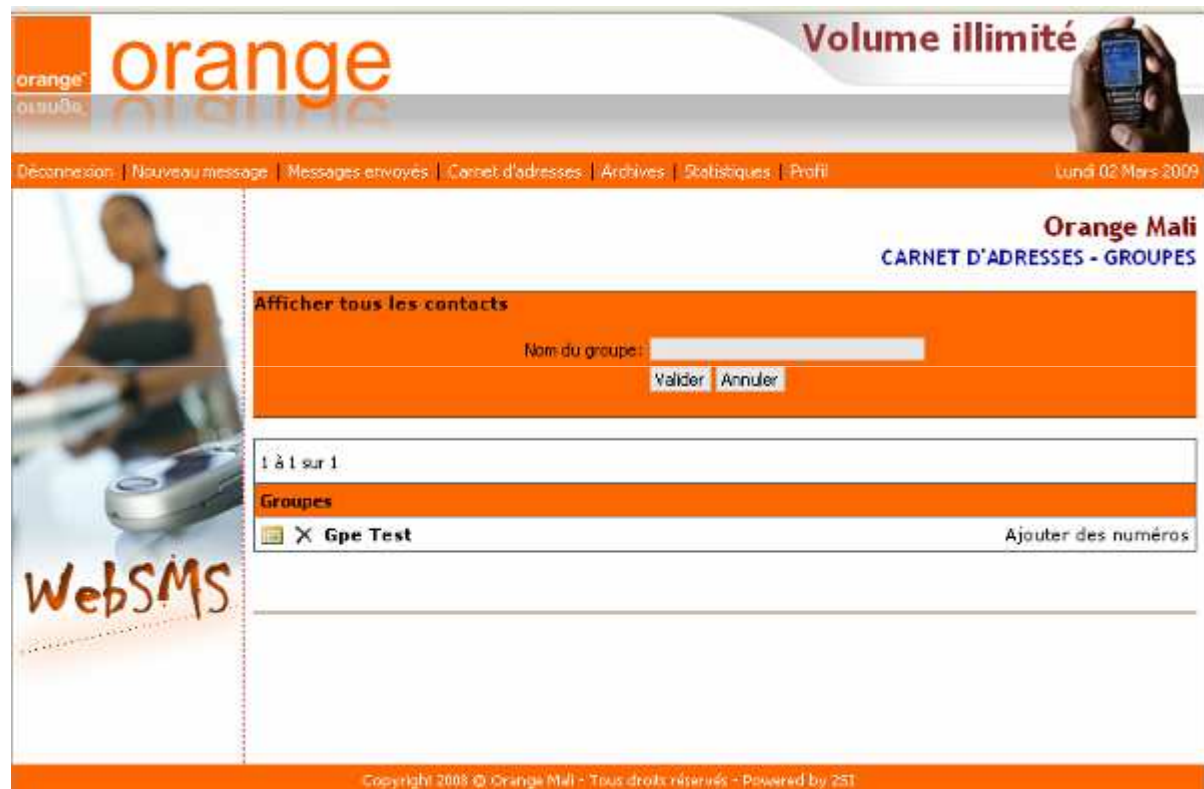 orange
orange™
Volume illimité
Déconnexion | Nouveau message | Messages envoyés | Carnet d'adresses | Archives | Statistiques | Profil
Lundi 02 Mars 2009
Orange Mali
CARNET D'ADRESSES - GROUPES
Afficher tous les contacts
Nom du groupe:
Valider Annuler
1 à 1 sur 1
Groupes
Gpe Test
Ajouter des numéros
WebSMS
Copyright 2008 @ Orange Mali - Tous droits réservés - Powered by 2SI